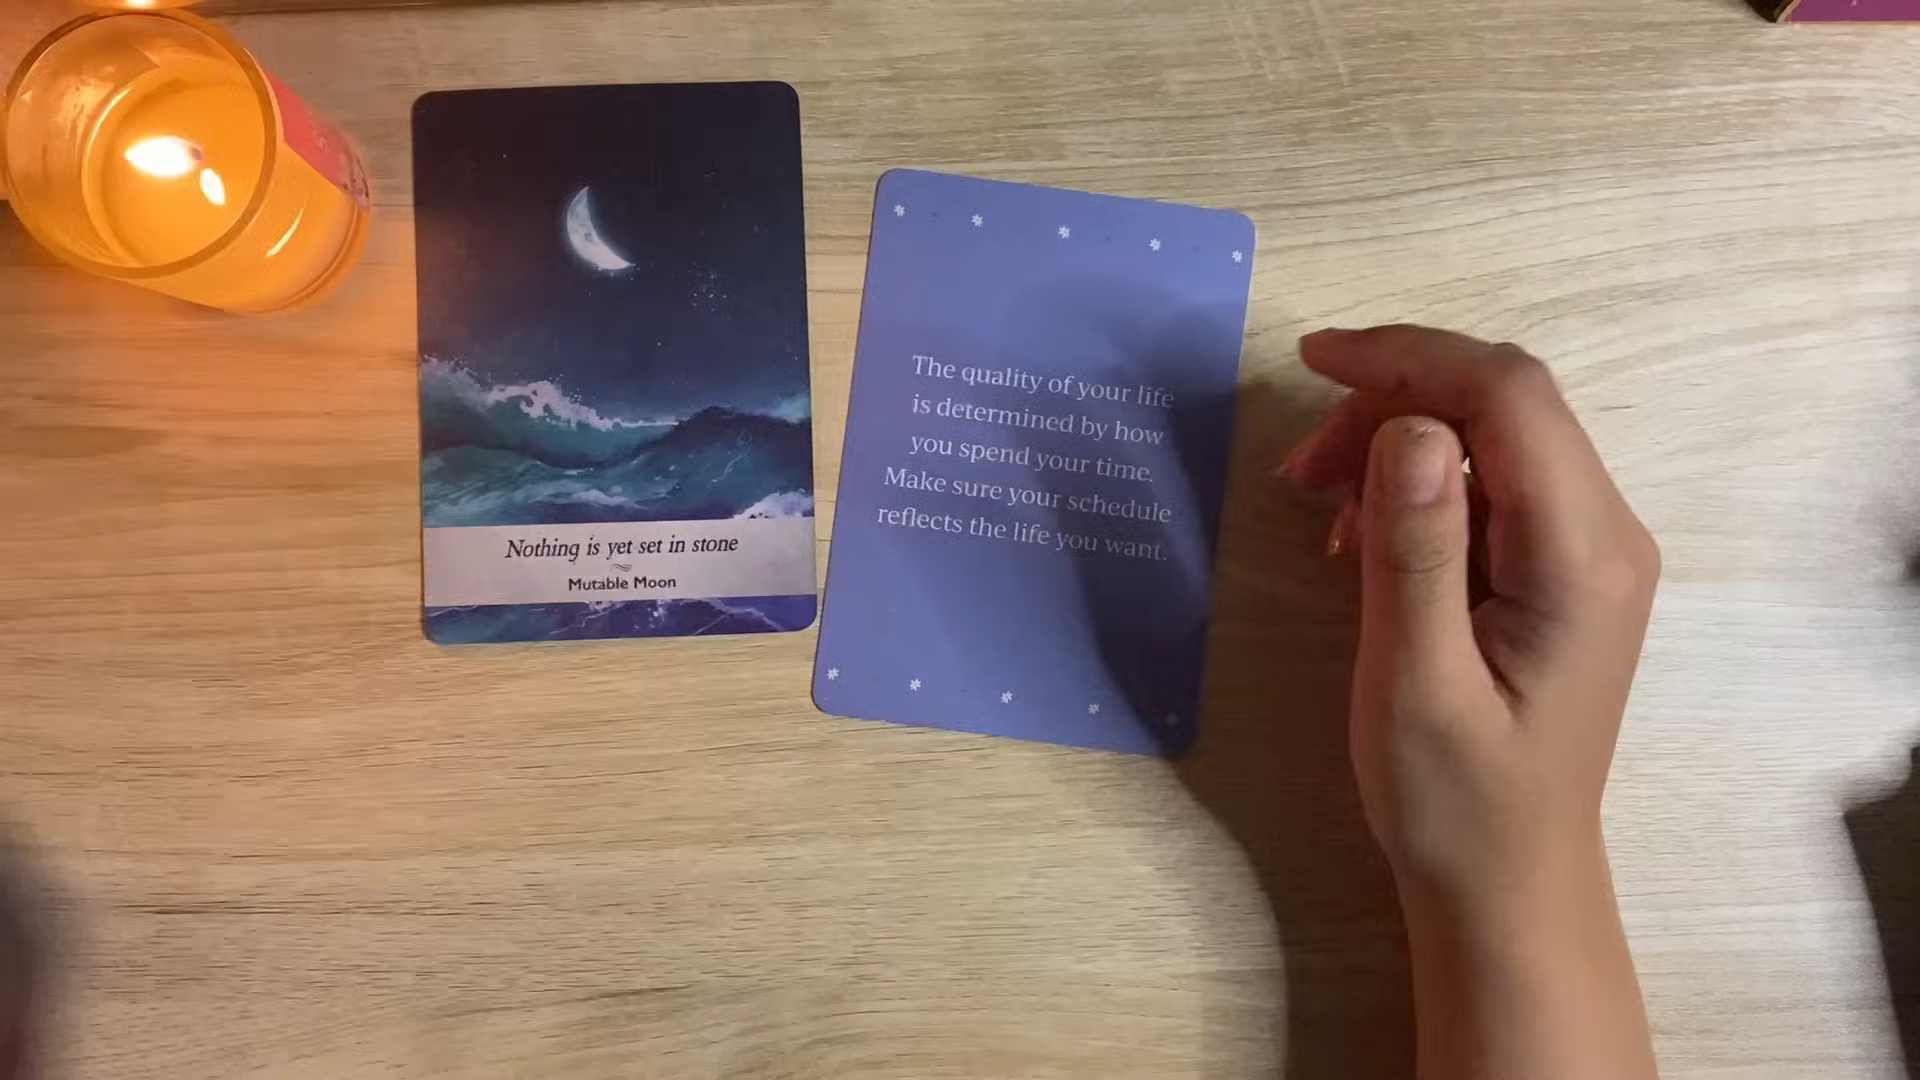 Nothing is yet set in stone
Mutable Moon
The quality of your life
is determined by how
you spend your time.
Make sure your schedule
reflects the life you want.